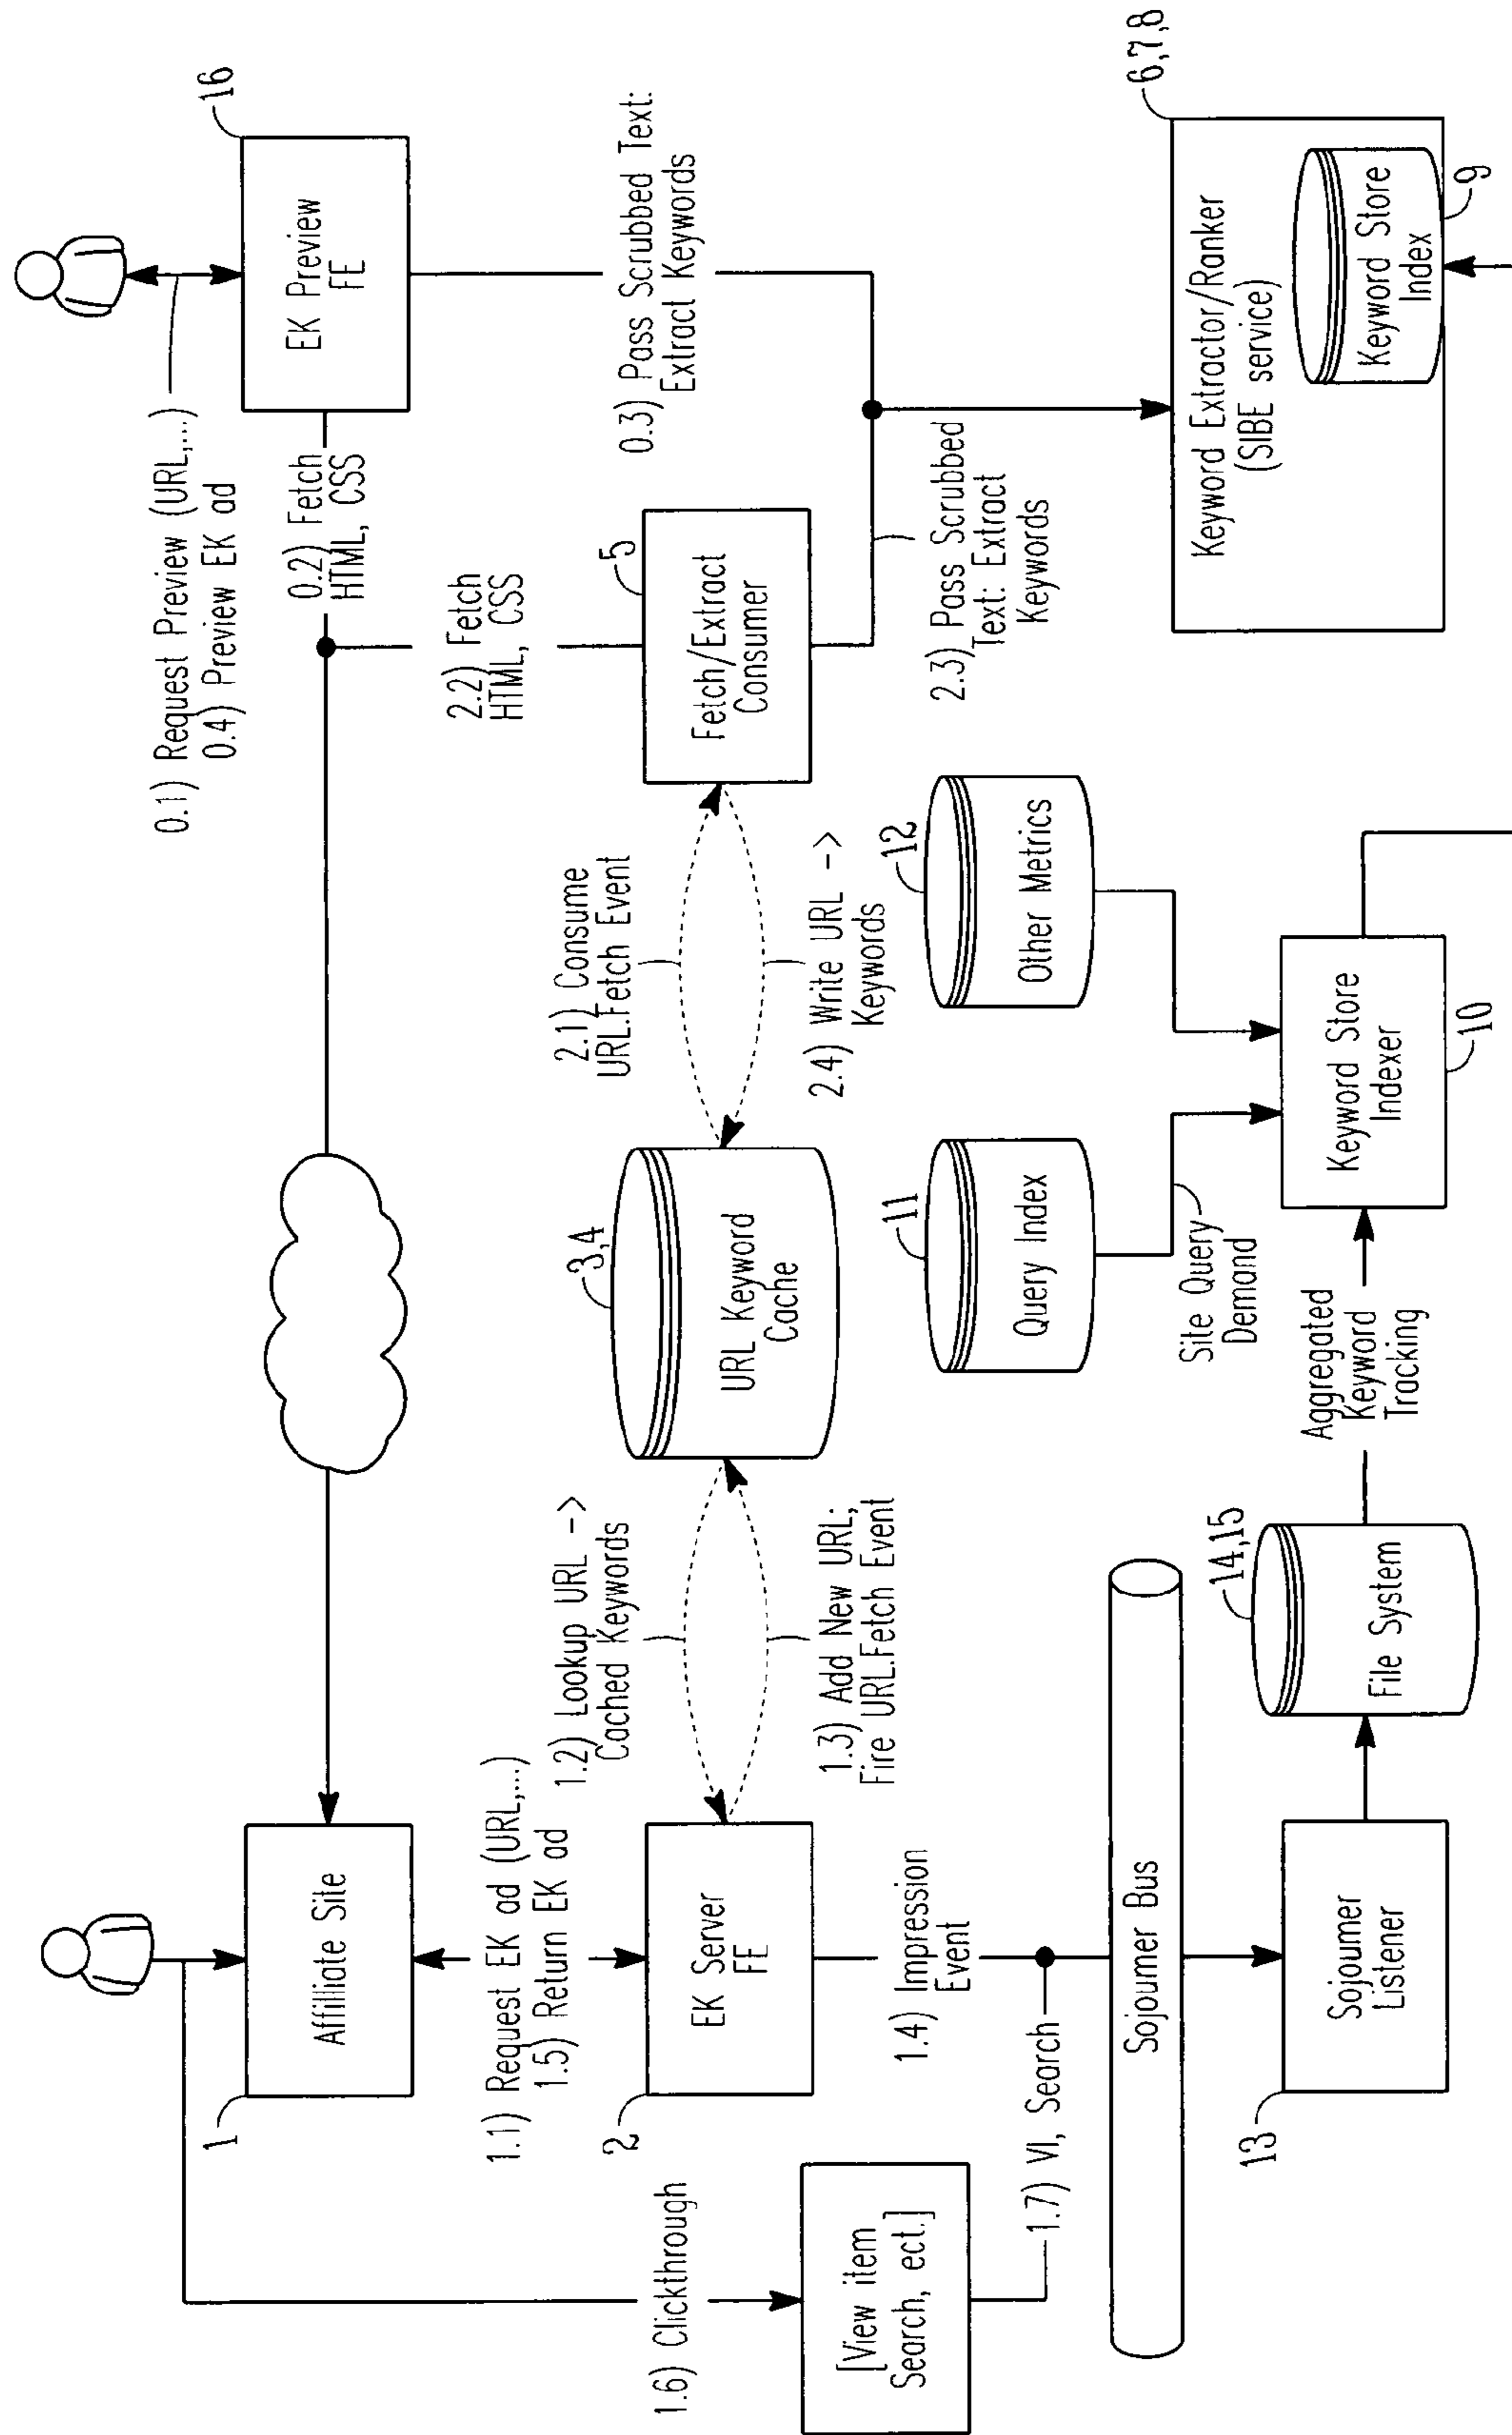 16
EK Preview
FE
0.1) Request Preview (URL,...)
0.4) Preview EK ad
0.2) Fetch
HTML, CSS
0.3) Pass Scrubbed Text:
Extract Keywords
1
Affilliate Site
1.1) Request EK ad (URL,...)
1.5) Return EK ad
1.6) Clickthrough
2
EK Server
FE
1.2) Lookup URL ->
Cached Keywords
1.3) Add New URL;
Fire URL.Fetch Event
3,4
URL Keyword
Cache
2.1) Consume
URL.Fetch Event
2.4) Write URL ->
Keywords
2.2) Fetch
HTML, CSS
5
Fetch/Extract
Consumer
2.3) Pass Scrubbed
Text: Extract
Keywords
[View item
Search, ect.]
1.4) Impression
Event
1.7) VI, Search
Sojoumer Bus
13
Sojoumer
Listener
14,15
File System
Aggregated
Keyword
Tracking
11
Query Index
Site Query
Demand
12
Other Metrics
Keyword Store
Indexer
10
6,7,8
Keyword Extractor/Ranker
(SIBE service)
Keyword Store
Index
9